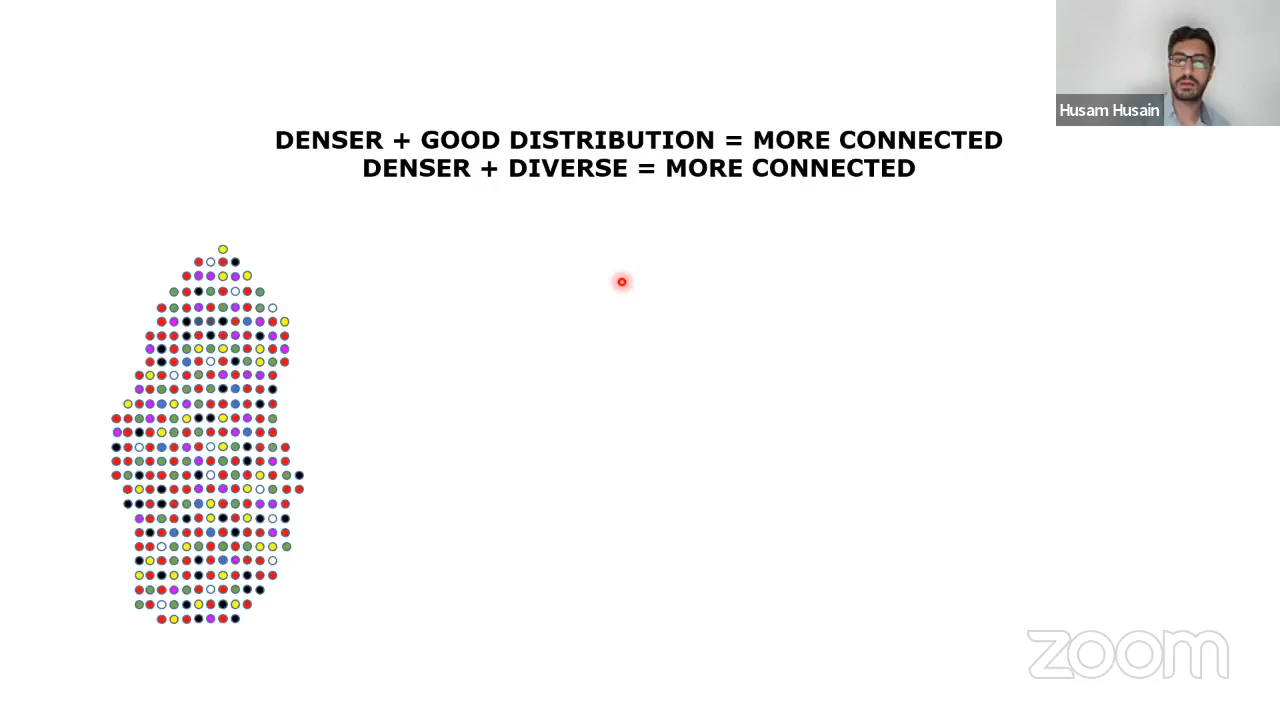 Husam Husain
DENSER + GOOD DISTRIBUTION = MORE CONNECTED
DENSER + DIVERSE = MORE CONNECTED
zoom